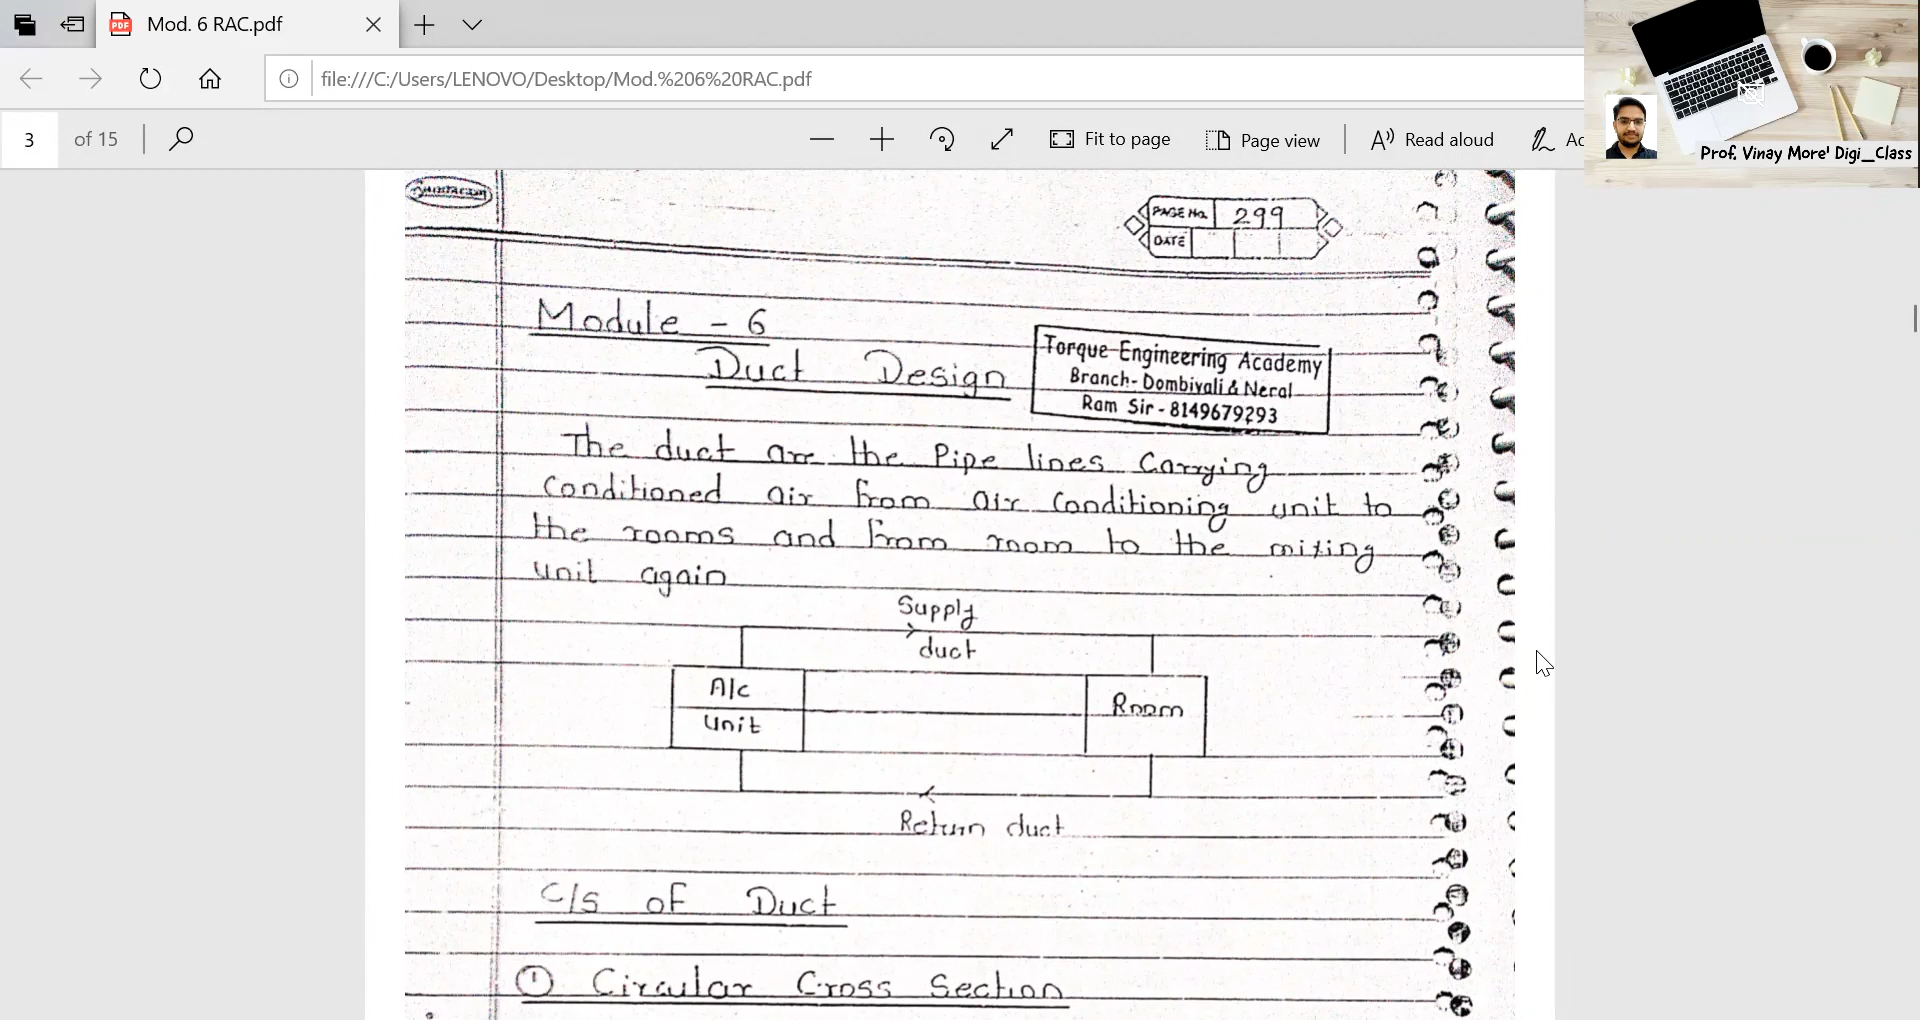 Mod. 6 RAC.pdf
file:///C:/Users/LENOVO/Desktop/Mod.%206%20RAC.pdf
3 of 15
Fit to page
Page view
Read aloud
Prof. Vinay More' Digi_Class
PAGE No. 299
DATE
Module - 6
Duct Design
Torque Engineering Academy
Branch- Dombivali & Neral
Ram Sir - 8149679293
The duct are the Pipe lines Carrying
Conditioned air from air Conditioning unit to
the rooms and from room to the mixing
unit again
Supply
duct
A/c
Unit
Room
Return duct
C/s of Duct
① Circular Cross Section